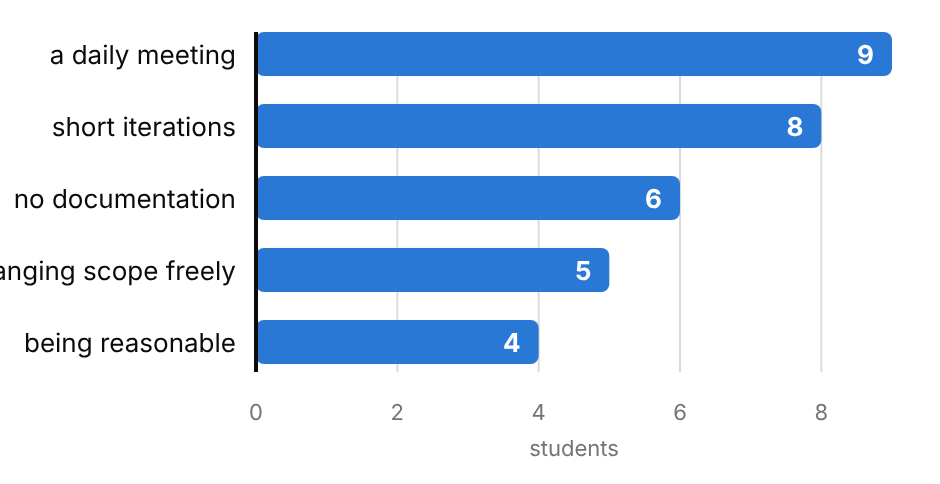 a daily meeting 9
short iterations 8
no documentation 6
scope freely 5
being reasonable 4
0 2 4 6 8
students